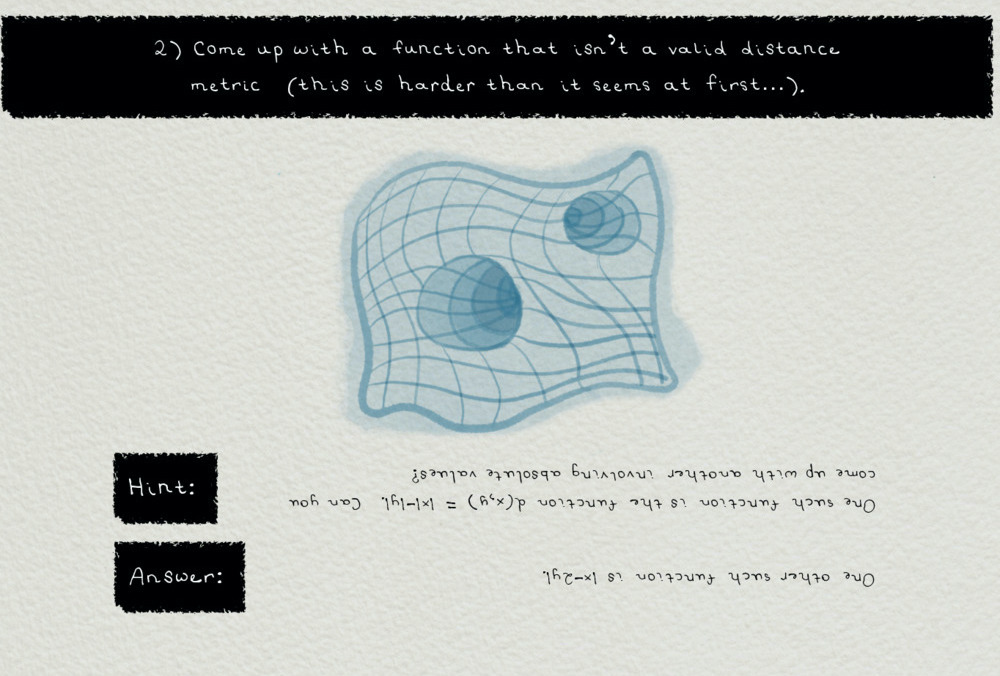 2) Come up with a function that isn't a valid distance
metric (this is harder than it seems at first...).
Hint:
One such function is the function d(x,y) = |x|-|y|. Can you
come up with another involving absolute values?
Answer:
One other such function is |x-2y|.